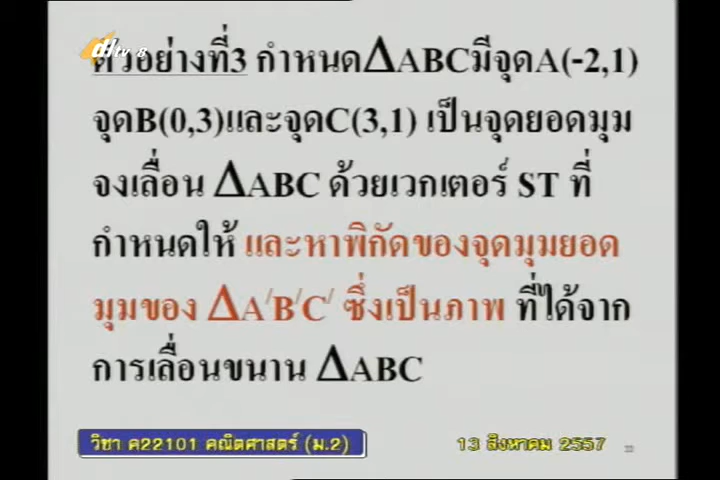 dltv 8
ตัวอย่างที่3 กำหนด∆ABCมีจุดA(-2,1)
จุดB(0,3)และจุดC(3,1) เป็นจุดยอดมุม
จงเลื่อน ∆ABC ด้วยเวกเตอร์ ST ที่
กำหนดให้ และหาพิกัดของจุดมุมยอด
มุมของ ∆A/B/C/ ซึ่งเป็นภาพ ที่ได้จาก
การเลื่อนขนาน ∆ABC
วิชา ค22101 คณิตศาสตร์ (ม.2) 13 สิงหาคม 2557